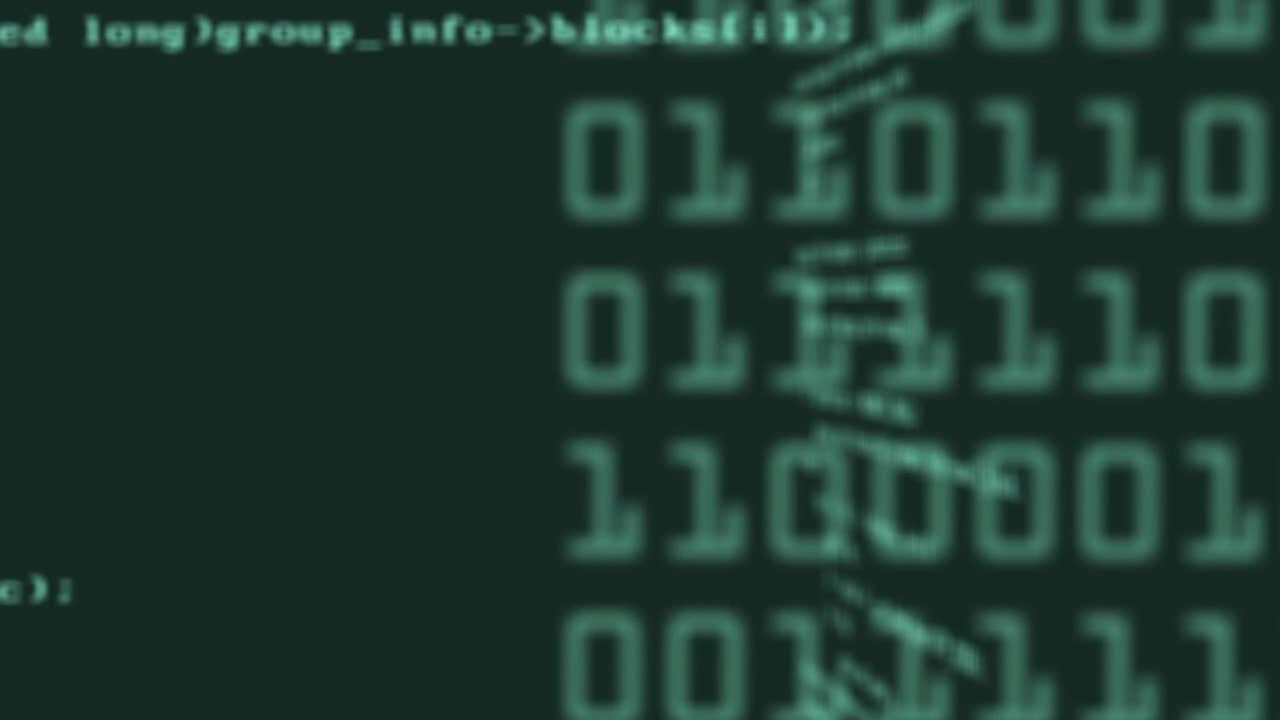 ed long)group_info->blocks[i]);
0110110
0111110
1100001
c);
0011111